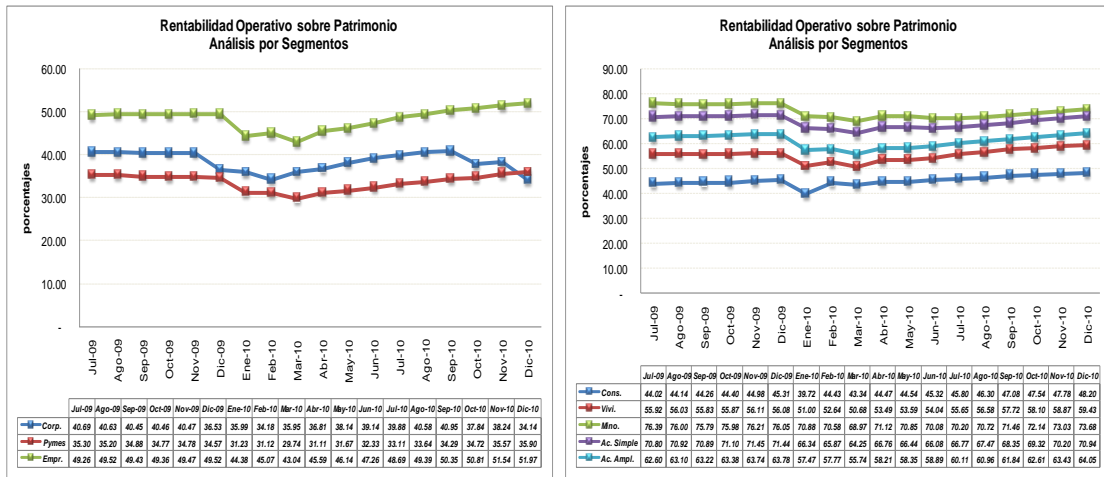 Rentabilidad Operativo sobre Patrimonio
Análisis por Segmentos
60.00
50.00
40.00
30.00
20.00
10.00
-
porcentajes
Jul-09 Ago-09 Sep-09 Oct-09 Nov-09 Dic-09 Ene-10 Feb-10 Mar-10 Abr-10 May-10 Jun-10 Jul-10 Ago-10 Sep-10 Oct-10 Nov-10 Dic-10
Jul-09 Ago-09 Sep-09 Oct-09 Nov-09 Dic-09 Ene-10 Feb-10 Mar-10 Abr-10 May-10 Jun-10 Jul-10 Ago-10 Sep-10 Oct-10 Nov-10 Dic-10
Corp. 40.69 40.63 40.45 40.46 40.47 36.53 35.99 34.18 35.95 36.81 38.14 39.14 39.88 40.58 40.95 37.84 38.24 34.14
Pymes 35.30 35.20 34.88 34.77 34.78 34.57 31.23 31.12 29.74 31.11 31.67 32.33 33.11 33.64 34.29 34.72 35.57 35.90
Empr. 49.26 49.52 49.43 49.36 49.47 49.52 44.38 45.07 43.04 45.59 46.14 47.26 48.69 49.39 50.35 50.81 51.54 51.97
Rentabilidad Operativo sobre Patrimonio
Análisis por Segmentos
90.00
80.00
70.00
60.00
50.00
40.00
30.00
20.00
10.00
-
porcentajes
Jul-09 Ago-09 Sep-09 Oct-09 Nov-09 Dic-09 Ene-10 Feb-10 Mar-10 Abr-10 May-10 Jun-10 Jul-10 Ago-10 Sep-10 Oct-10 Nov-10 Dic-10
Jul-09 Ago-09 Sep-09 Oct-09 Nov-09 Dic-09 Ene-10 Feb-10 Mar-10 Abr-10 May-10 Jun-10 Jul-10 Ago-10 Sep-10 Oct-10 Nov-10 Dic-10
Cons. 44.02 44.14 44.26 44.40 44.98 45.31 39.72 44.43 43.34 44.47 44.54 45.32 45.80 46.30 47.08 47.54 47.78 48.20
Vivi. 55.92 56.03 55.83 55.87 56.11 56.08 51.00 52.64 50.68 53.49 53.59 54.04 55.65 56.58 57.72 58.10 58.87 59.43
Mino. 76.39 76.00 75.79 75.98 76.21 76.05 70.88 70.58 68.97 71.12 70.85 70.08 70.20 70.72 71.46 72.14 73.03 73.68
Ac. Simple 70.80 70.92 70.89 71.10 71.45 71.44 66.34 65.87 64.25 66.76 66.44 66.08 66.77 67.47 68.35 69.32 70.20 70.94
Ac. Ampl. 62.60 63.10 63.22 63.38 63.74 63.78 57.47 57.77 55.74 58.21 58.35 58.89 60.11 60.96 61.84 62.61 63.43 64.05